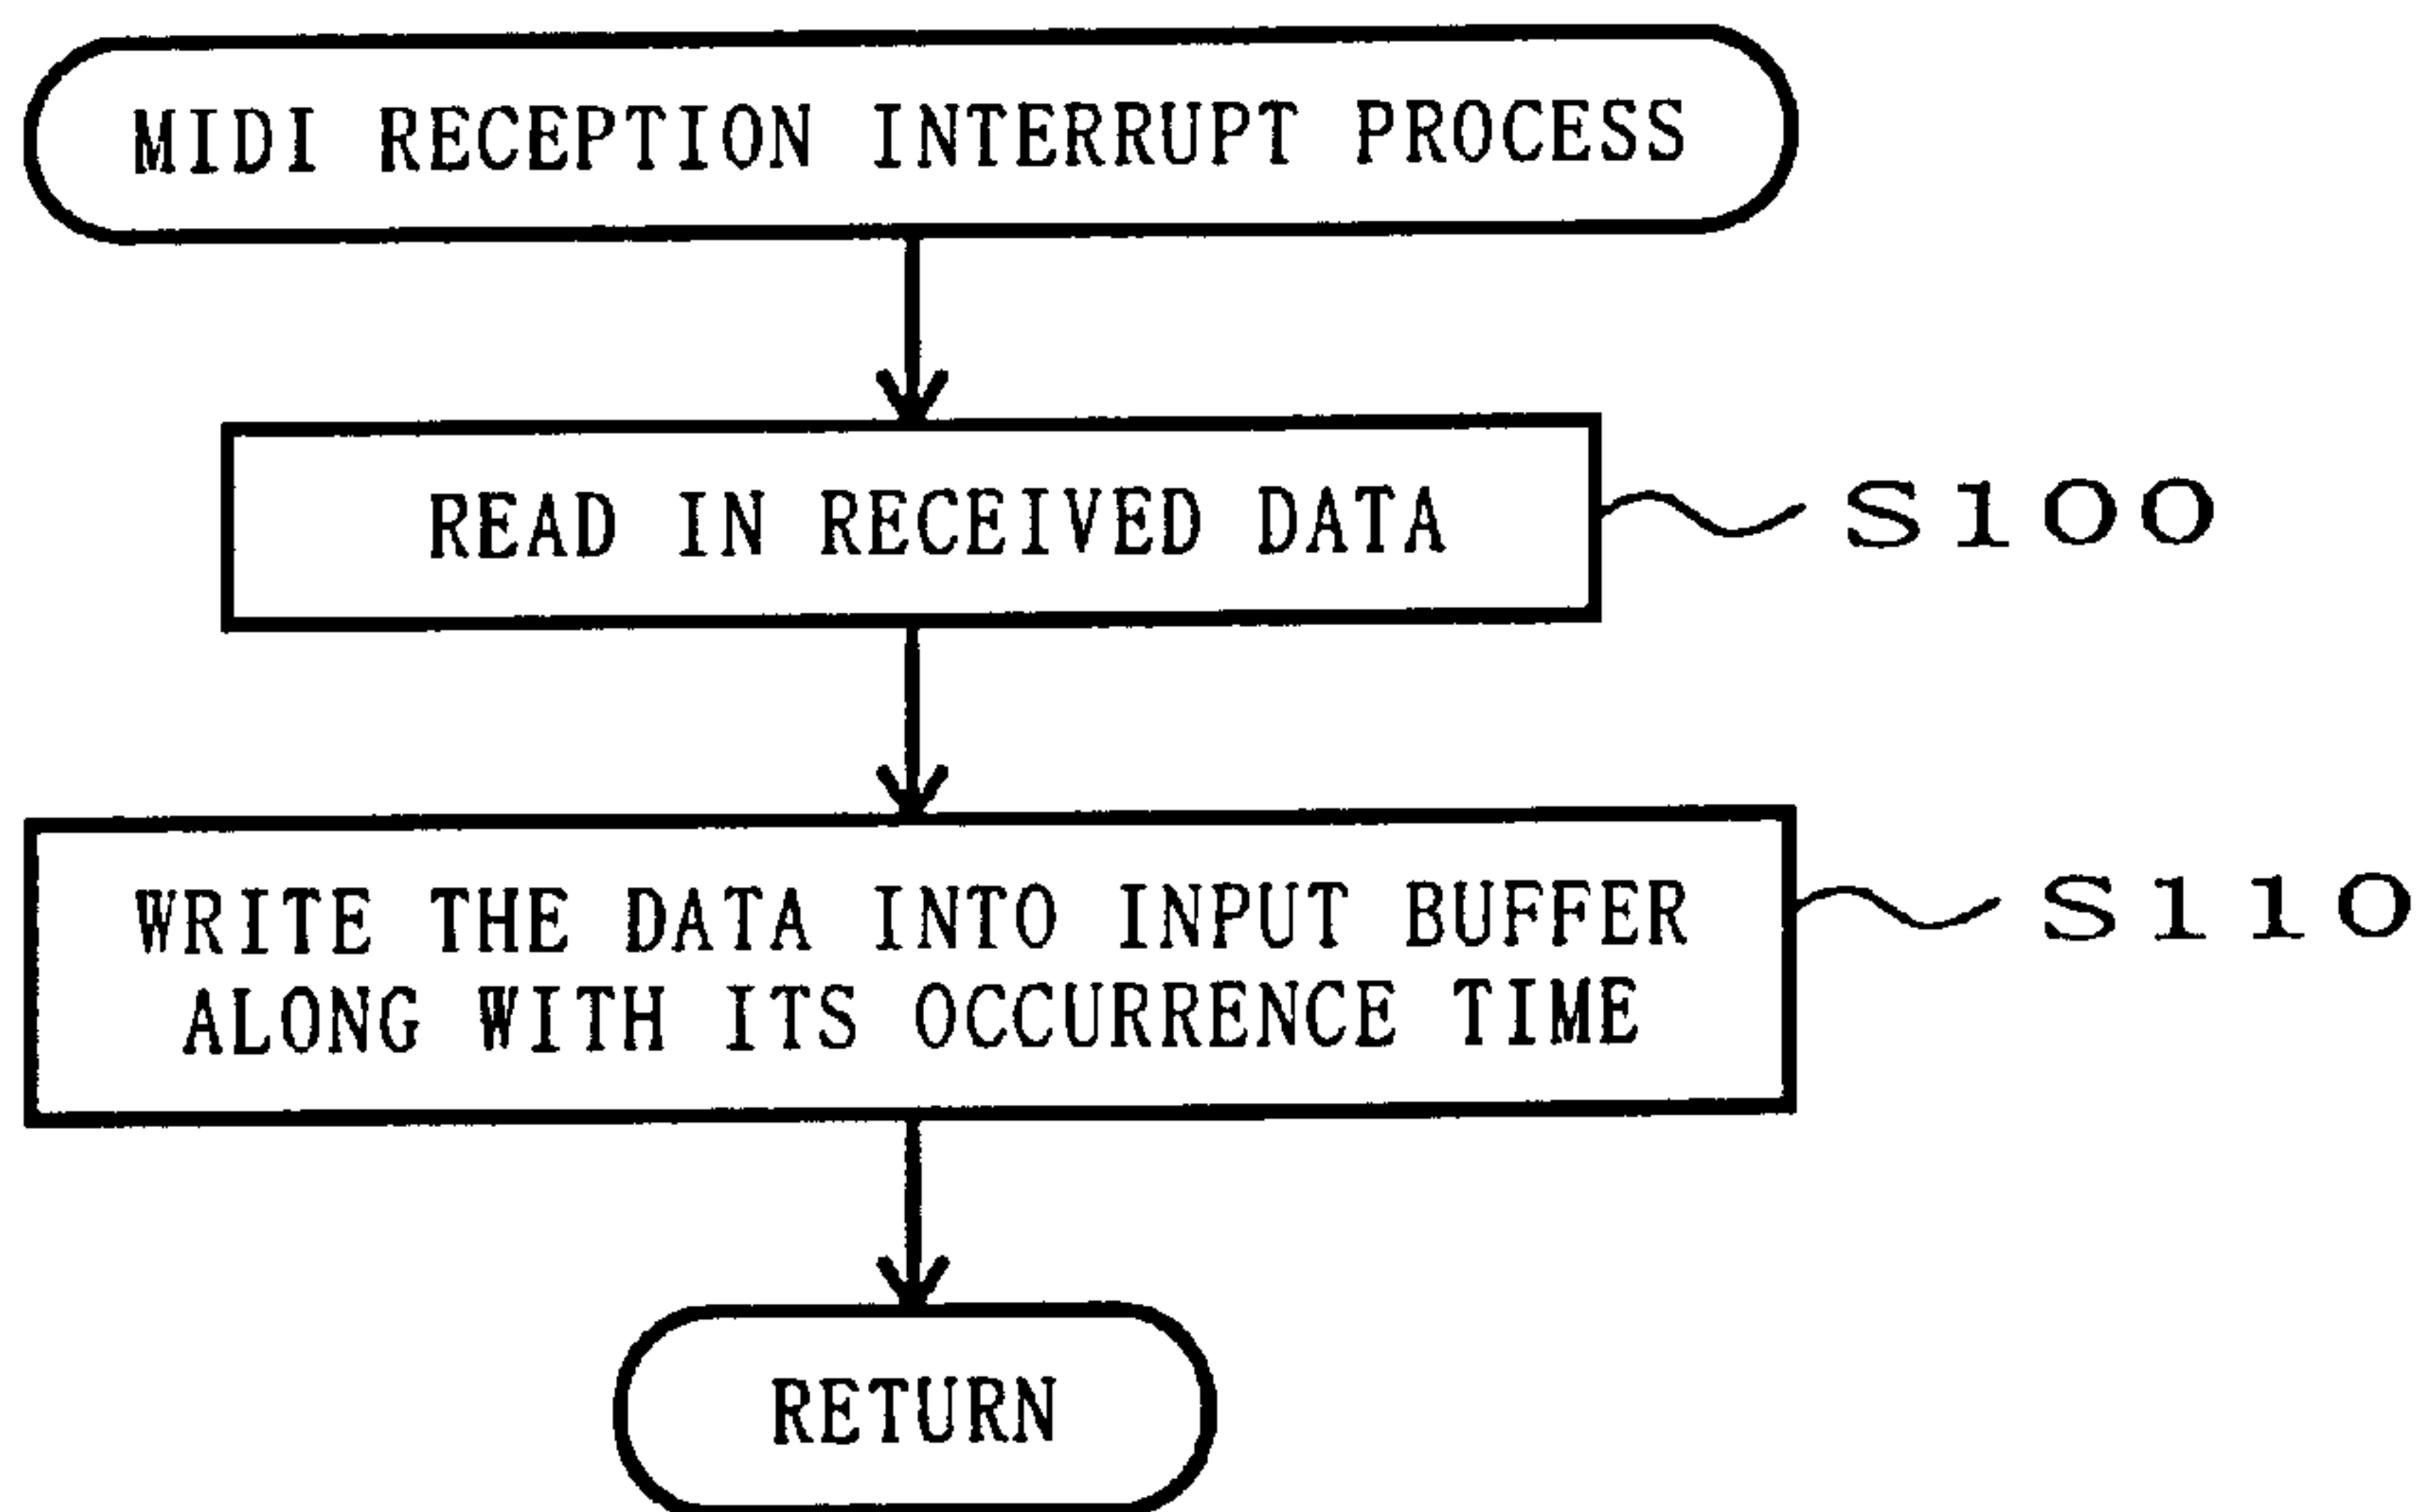 MIDI RECEPTION INTERRUPT PROCESS
READ IN RECEIVED DATA
S100
WRITE THE DATA INTO INPUT BUFFER
ALONG WITH ITS OCCURRENCE TIME
S110
RETURN